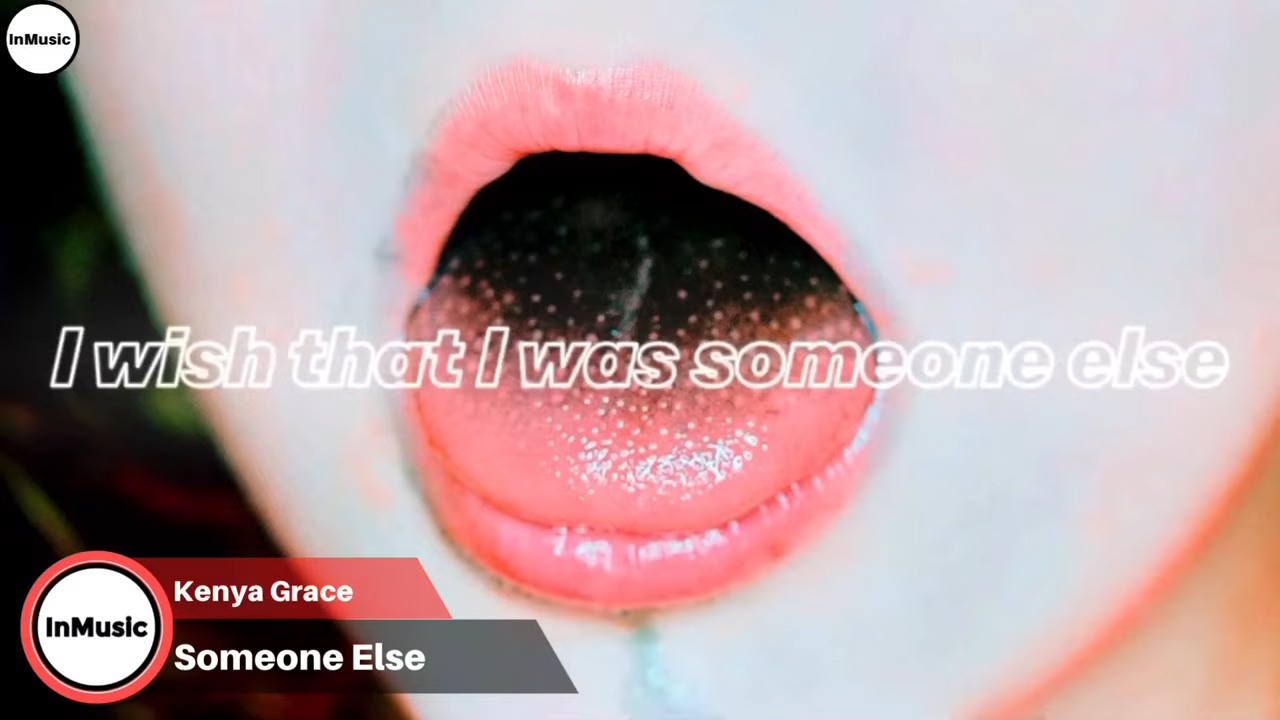 InMusic
I wish that I was someone else
Kenya Grace
InMusic
Someone Else